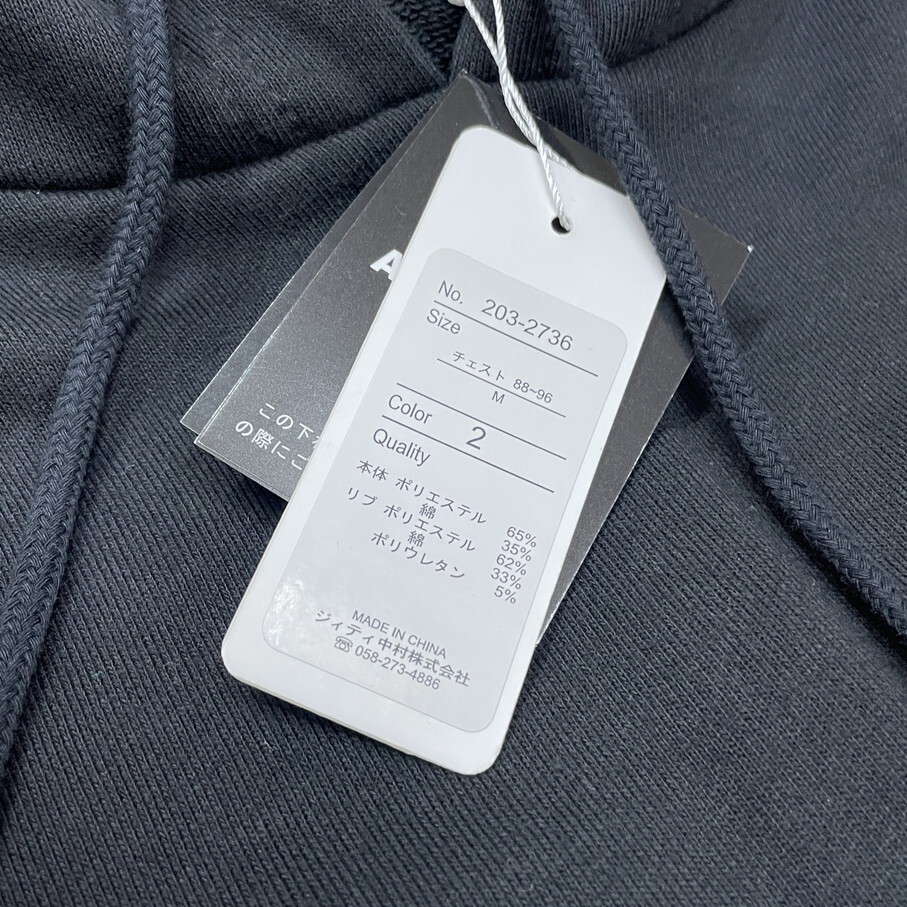 No. 203-2736
Size
チェスト 88~96
M
Color 2
Quality
本体 ポリエステル 65%
綿 35%
リブ ポリエステル 62%
綿 33%
ポリウレタン 5%
MADE IN CHINA
ジィディ中村株式会社
☎ 058-273-4886
A
この下
の際にこ